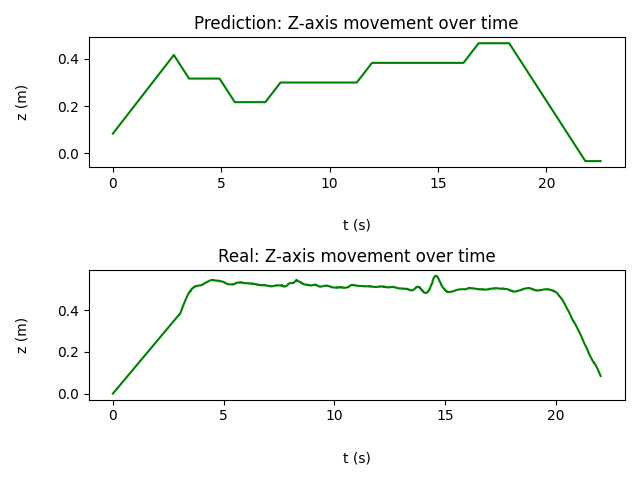 Prediction: Z-axis movement over time
0.4
0.2
0.0
z (m)
0 5 10 15 20
t (s)
Real: Z-axis movement over time
0.4
0.2
0.0
z (m)
0 5 10 15 20
t (s)